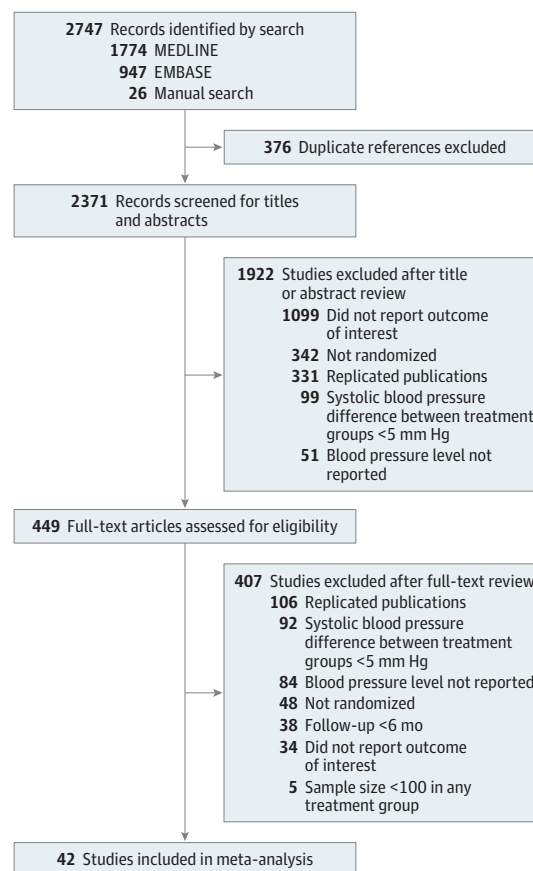 2747 Records identified by search
1774 MEDLINE
947 EMBASE
26 Manual search
376 Duplicate references excluded
2371 Records screened for titles
and abstracts
1922 Studies excluded after title
or abstract review
1099 Did not report outcome
of interest
342 Not randomized
331 Replicated publications
99 Systolic blood pressure
difference between treatment
groups <5 mm Hg
51 Blood pressure level not
reported
449 Full-text articles assessed for eligibility
407 Studies excluded after full-text review
106 Replicated publications
92 Systolic blood pressure
difference between treatment
groups <5 mm Hg
84 Blood pressure level not reported
48 Not randomized
38 Follow-up <6 mo
34 Did not report outcome
of interest
5 Sample size <100 in any
treatment group
42 Studies included in meta-analysis